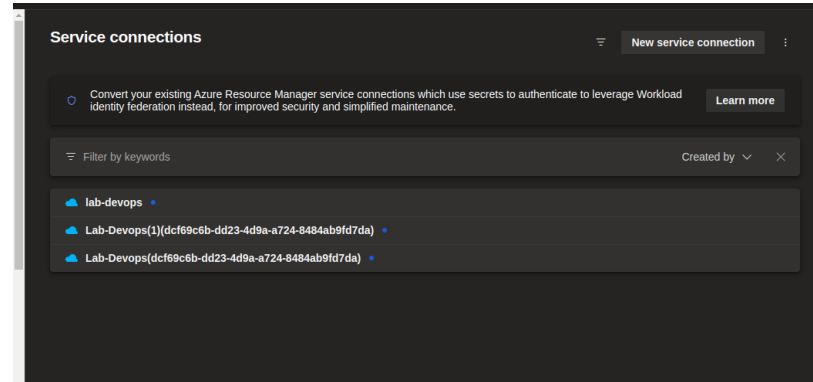 Service connections
New service connection
Convert your existing Azure Resource Manager service connections which use secrets to authenticate to leverage Workload
identity federation instead, for improved security and simplified maintenance.
Learn more
Filter by keywords
Created by
lab-devops
Lab-Devops(1)(dcf69c6b-dd23-4d9a-a724-8484ab9fd7da)
Lab-Devops(dcf69c6b-dd23-4d9a-a724-8484ab9fd7da)